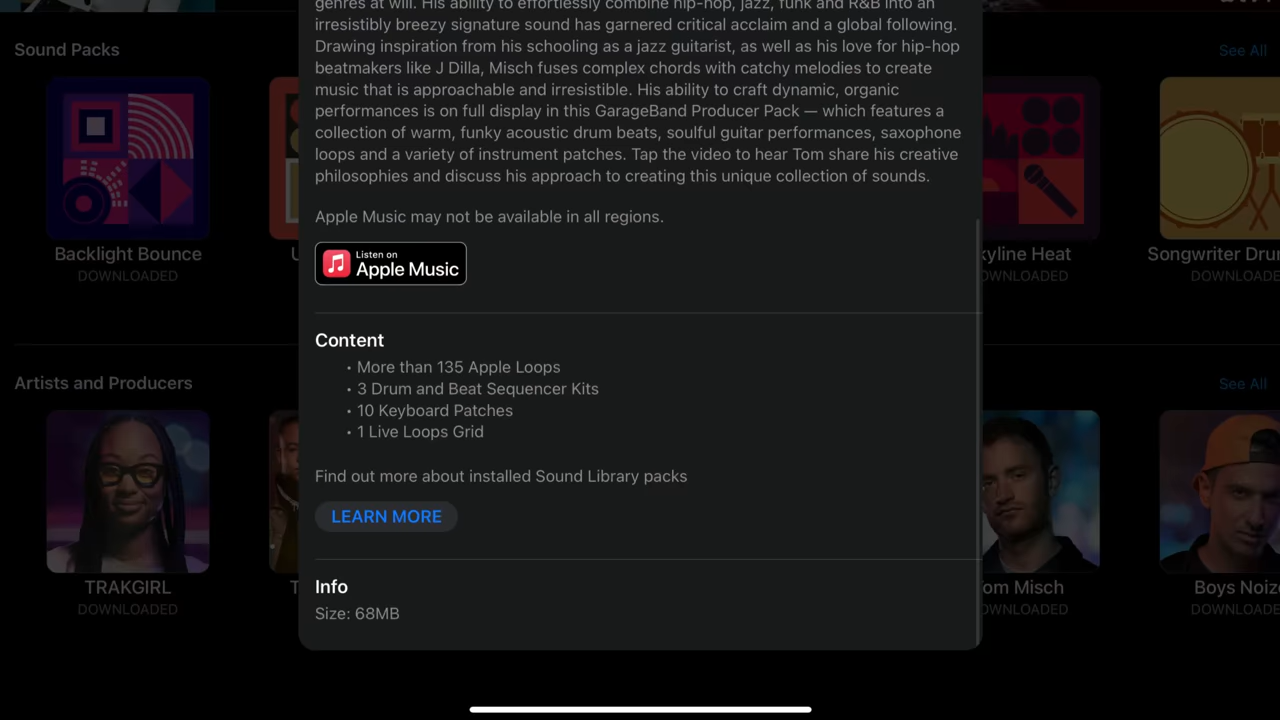 genres at will. His ability to effortlessly combine hip-hop, jazz, funk and R&B into an
irresistibly breezy signature sound has garnered critical acclaim and a global following.
Drawing inspiration from his schooling as a jazz guitarist, as well as his love for hip-hop
beatmakers like J Dilla, Misch fuses complex chords with catchy melodies to create
music that is approachable and irresistible. His ability to craft dynamic, organic
performances is on full display in this GarageBand Producer Pack — which features a
collection of warm, funky acoustic drum beats, soulful guitar performances, saxophone
loops and a variety of instrument patches. Tap the video to hear Tom share his creative
philosophies and discuss his approach to creating this unique collection of sounds.
Apple Music may not be available in all regions.
Listen on
Apple Music
Content
• More than 135 Apple Loops
• 3 Drum and Beat Sequencer Kits
• 10 Keyboard Patches
• 1 Live Loops Grid
Find out more about installed Sound Library packs
LEARN MORE
Info
Size: 68MB
Sound Packs
See All
Backlight Bounce
DOWNLOADED
U
kyline Heat
OWNLOADED
Songwriter Dru
DOWNLOADE
Artists and Producers
See All
TRAKGIRL
DOWNLOADED
T
om Misch
OWNLOADED
Boys Noiz
DOWNLOADE